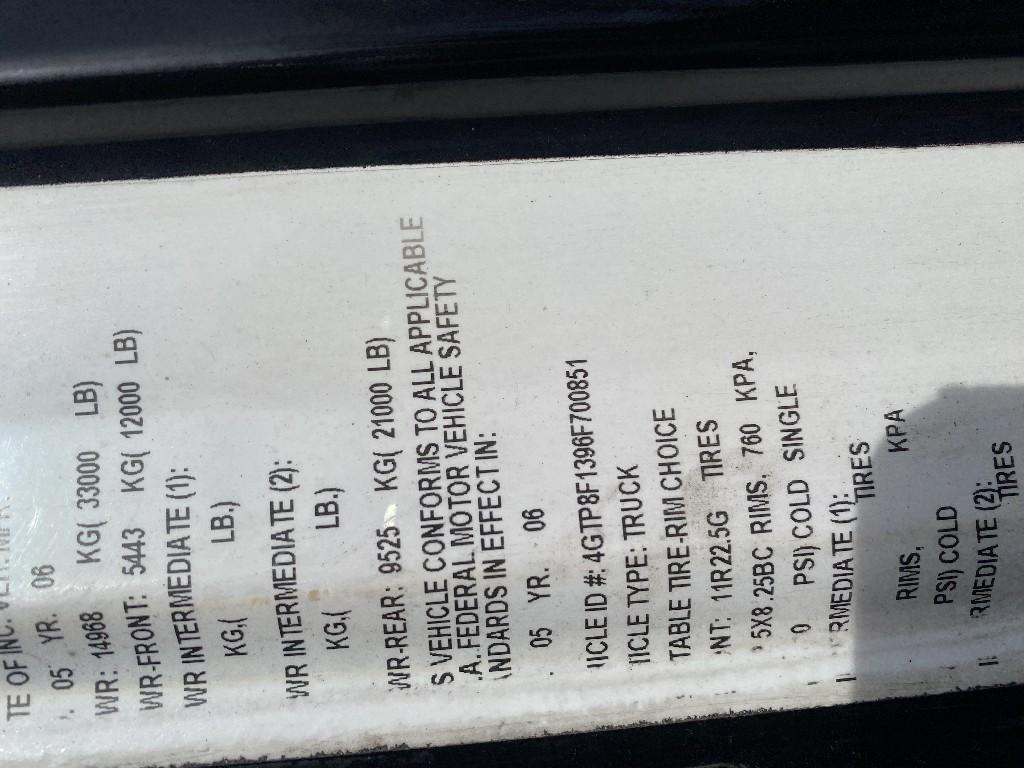 TE OF INC. VEH. MFR.
05 YR. 06
WR: 14968 KG( 33000 LB)
WR-FRONT: 5443 KG( 12000 LB)
WR INTERMEDIATE (1):
KG,( LB.)
WR INTERMEDIATE (2):
KG,( LB.)
WR-REAR: 9525 KG( 21000 LB)
S VEHICLE CONFORMS TO ALL APPLICABLE
.A. FEDERAL MOTOR VEHICLE SAFETY
NDARDS IN EFFECT IN:
. 05 YR. 06
HICLE ID #: 4GTP8F1396F700851
HICLE TYPE: TRUCK
TABLE TIRE-RIM CHOICE
NT: 11R22.5G TIRES
5X8.25BC RIMS, 760 KPA,
0 PSI) COLD SINGLE
RMEDIATE (1):
TIRES
RIMS, KPA
PSI) COLD
RMEDIATE (2):
TIRES